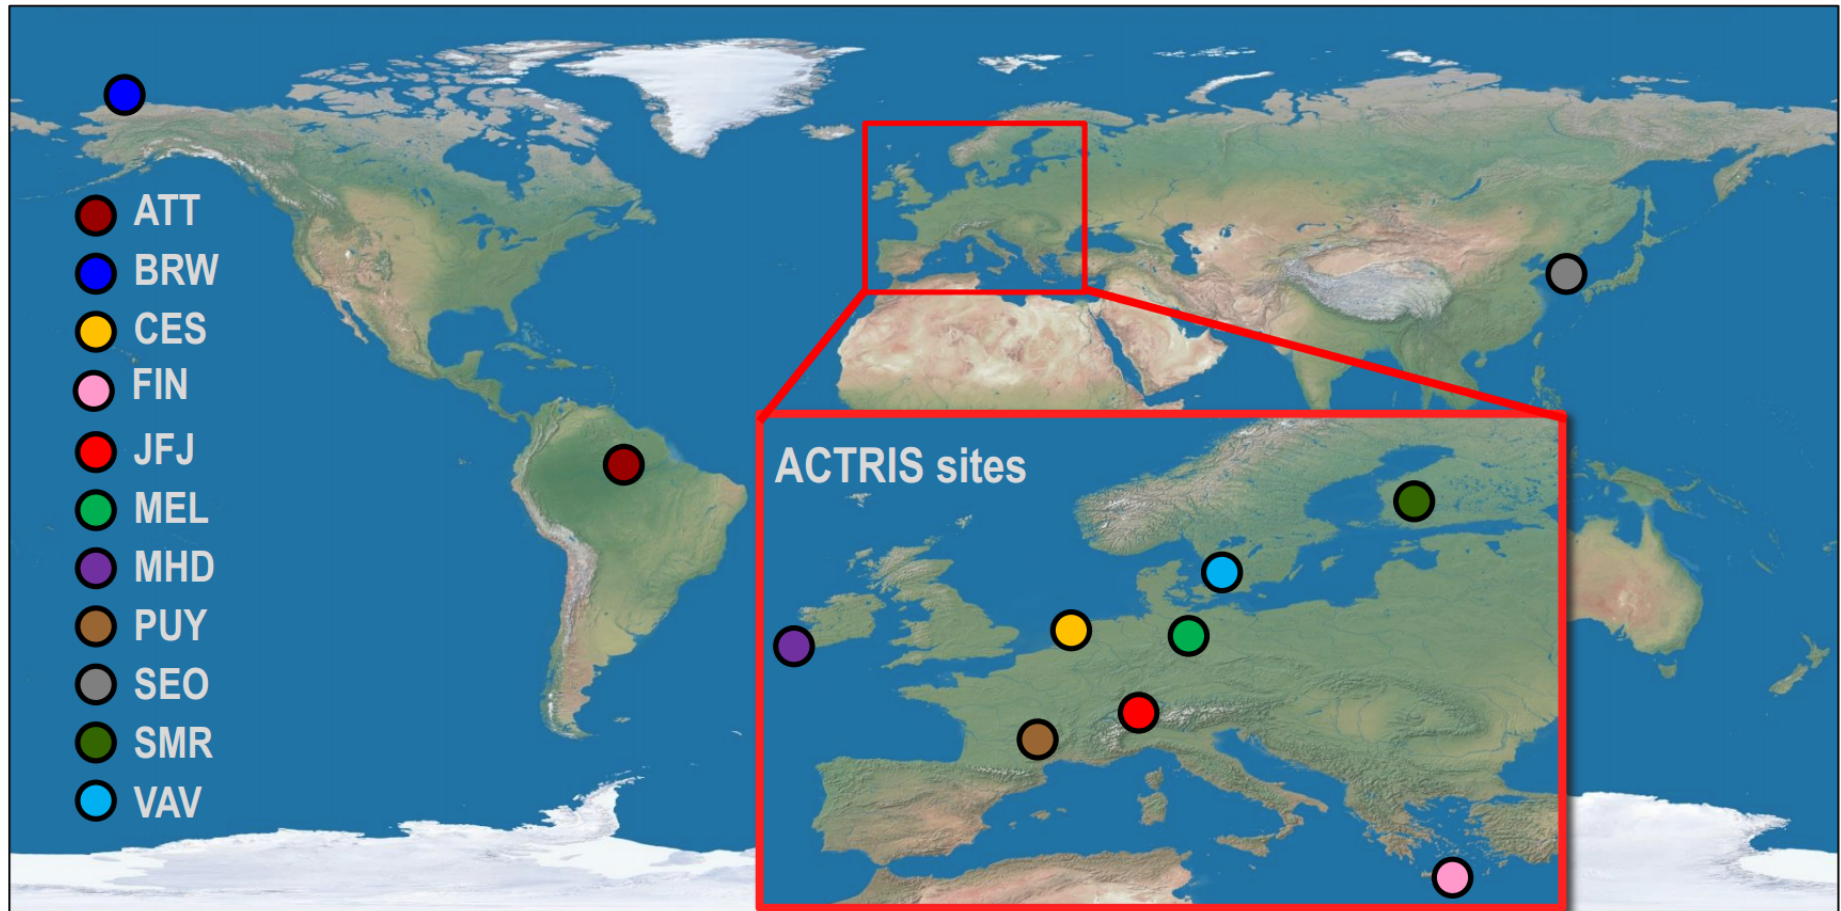 ATT
BRW
CES
FIN
JFJ
MEL
MHD
PUY
SEO
SMR
VAV
ACTRIS sites